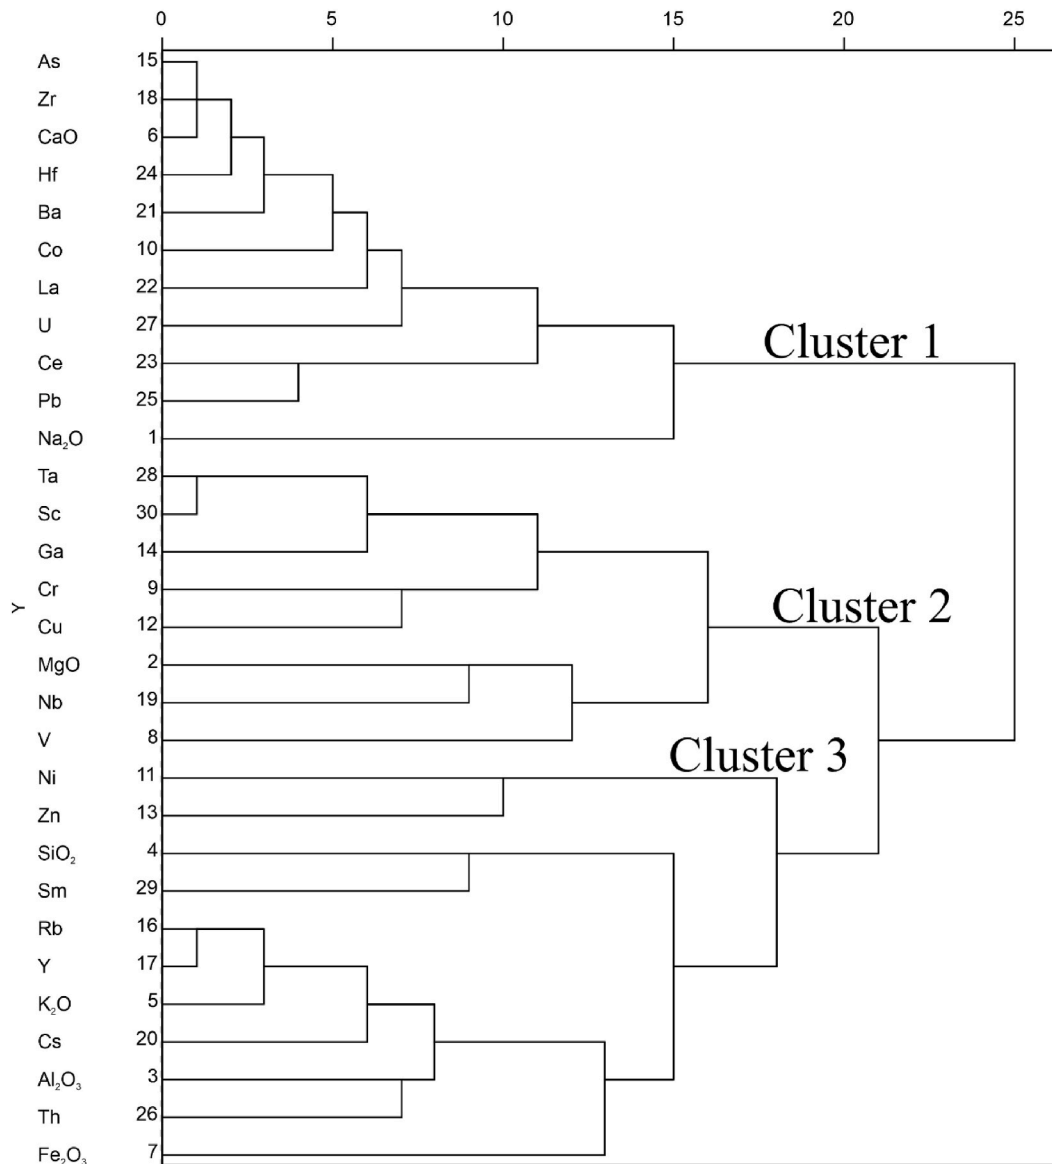 0 5 10 15 20 25
As 15
Zr 18
CaO 6
Hf 24
Ba 21
Co 10
La 22
U 27
Cluster 1
Ce 23
Pb 25
Na₂O 1
Ta 28
Sc 30
Ga 14
Cr 9
Y
Cluster 2
Cu 12
MgO 2
Nb 19
V 8
Cluster 3
Ni 11
Zn 13
SiO₂ 4
Sm 29
Rb 16
Y 17
K₂O 5
Cs 20
Al₂O₃ 3
Th 26
Fe₂O₃ 7